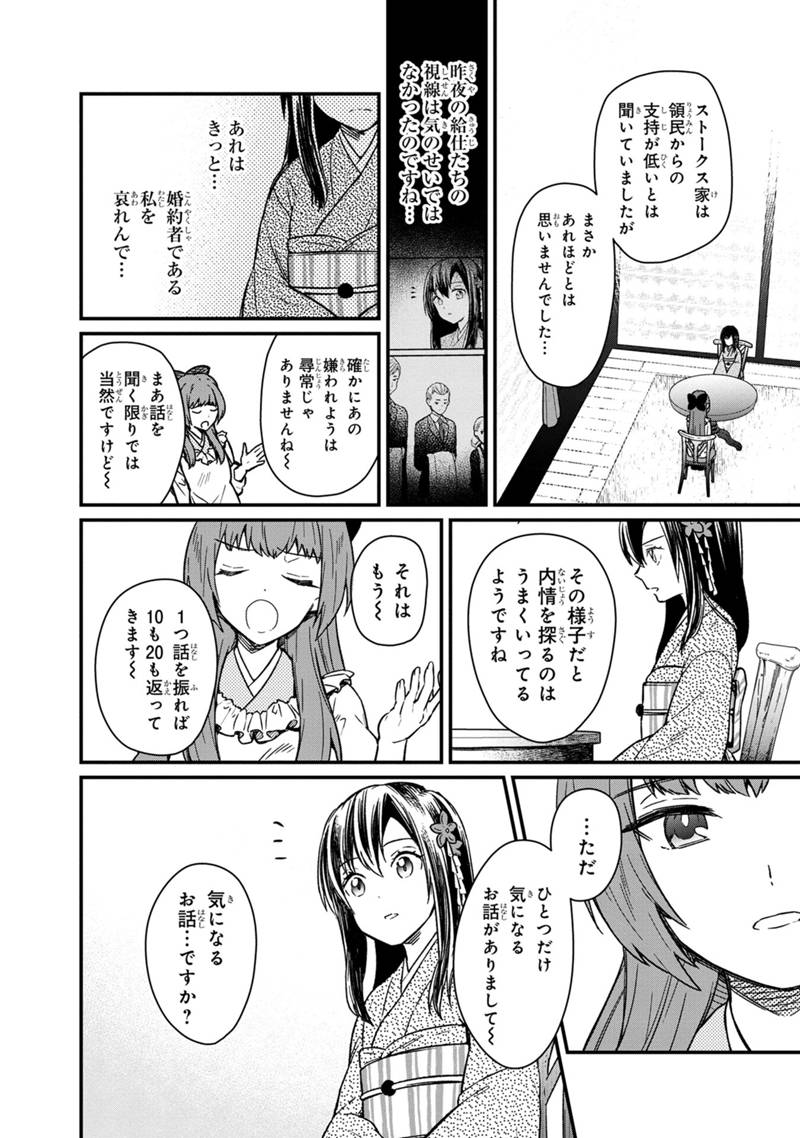 ストークス家は
領民からの
支持が低いとは
聞いていましたが
まさか
あれほどとは
思いませんでした…
昨夜の給仕たちの
視線は気のせいでは
なかったのですね…
あれは
きっと…
婚約者である
私を
哀れんで…
確かにあの
嫌われようは
尋常じゃ
ありませんね〜
まあ話を
聞く限りでは
当然ですけど〜
その様子だと
内情を探るのは
うまくいってる
ようですね
それは
もう〜
1つ話を振れば
10も20も返って
きます〜
…ただ
ひとつだけ
気になる
お話がありまして〜
気になる
お話…ですか?